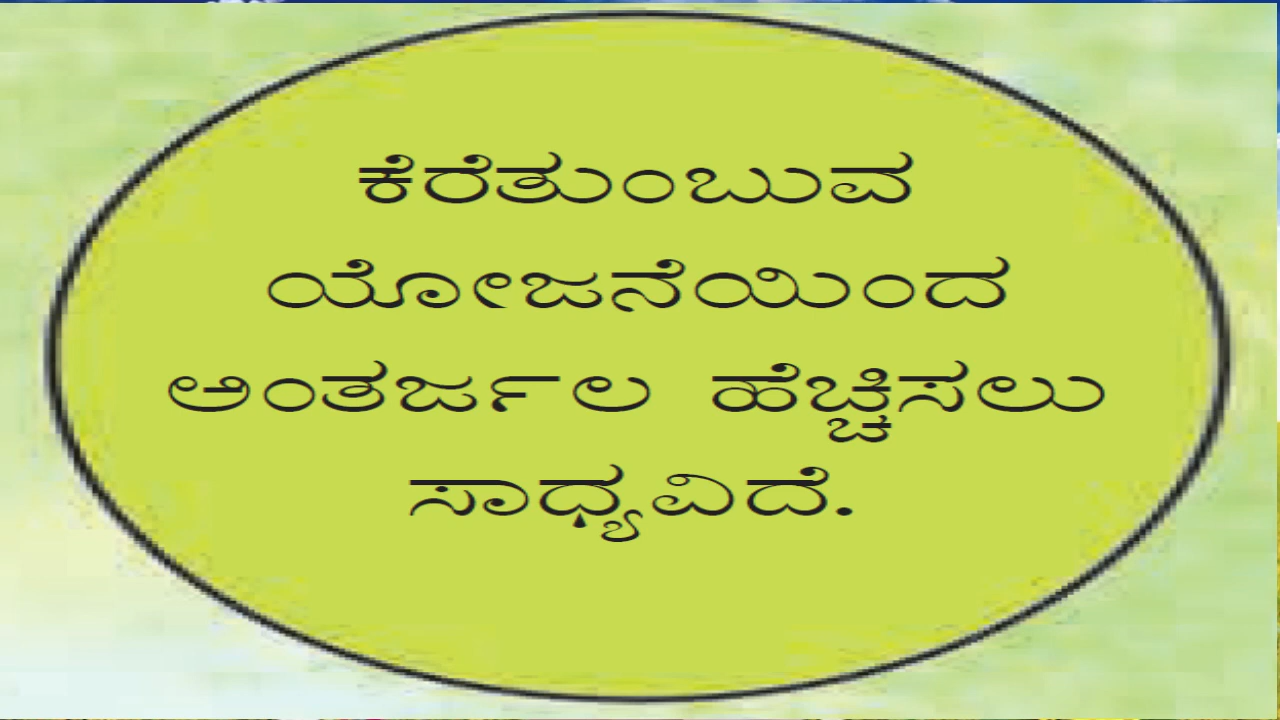 ಕೆರೆತುಂಬುವ
ಯೋಜನೆಯಿಂದ
ಅಂತರ್ಜಲ ಹೆಚ್ಚಿಸಲು
ಸಾಧ್ಯವಿದೆ.